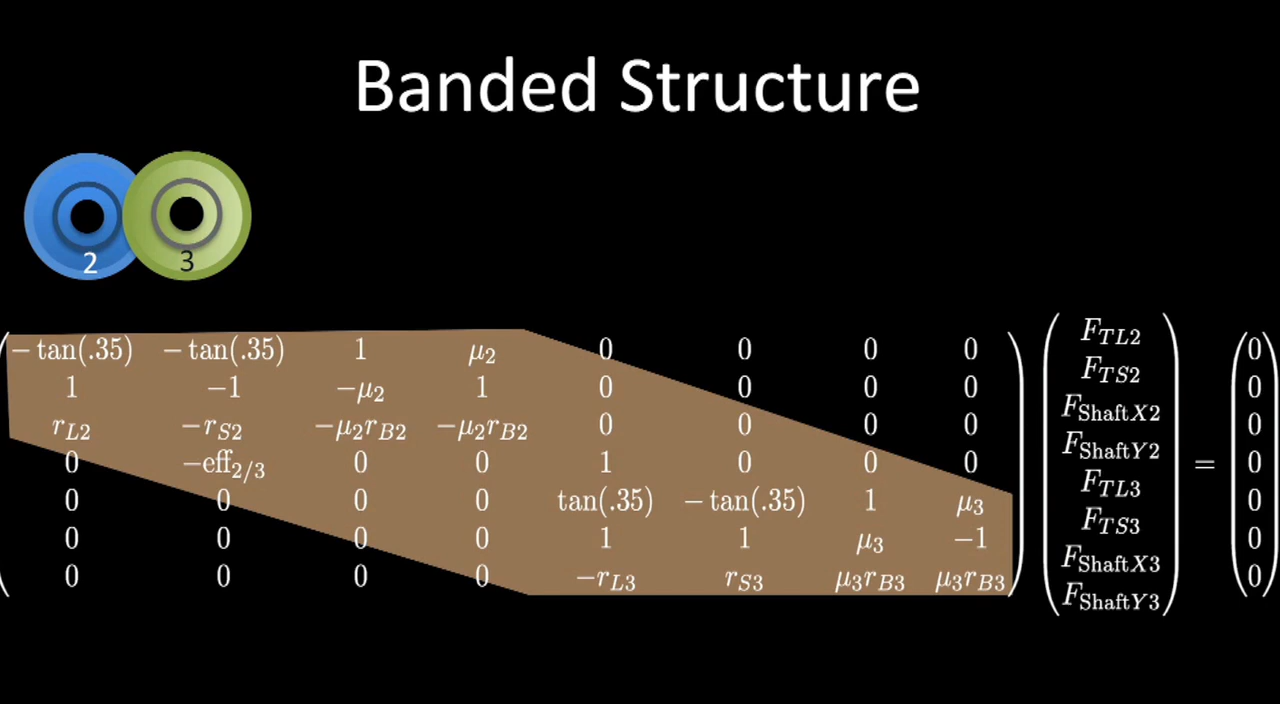 Banded Structure
2 3
− tan(.35) − tan(.35) 1 μ2 0 0 0 0 FTL2 0
1 −1 −μ2 1 0 0 0 0 FTS2 0
rL2 −rS2 −μ2rB2 −μ2rB2 0 0 0 0 FShaftX2 0
0 −eff2/3 0 0 1 0 0 0 FShaftY2 = 0
0 0 0 0 tan(.35) − tan(.35) 1 μ3 FTL3 0
0 0 0 0 1 1 μ3 −1 FTS3 0
0 0 0 0 −rL3 rS3 μ3rB3 μ3rB3 FShaftX3 0
FShaftY3